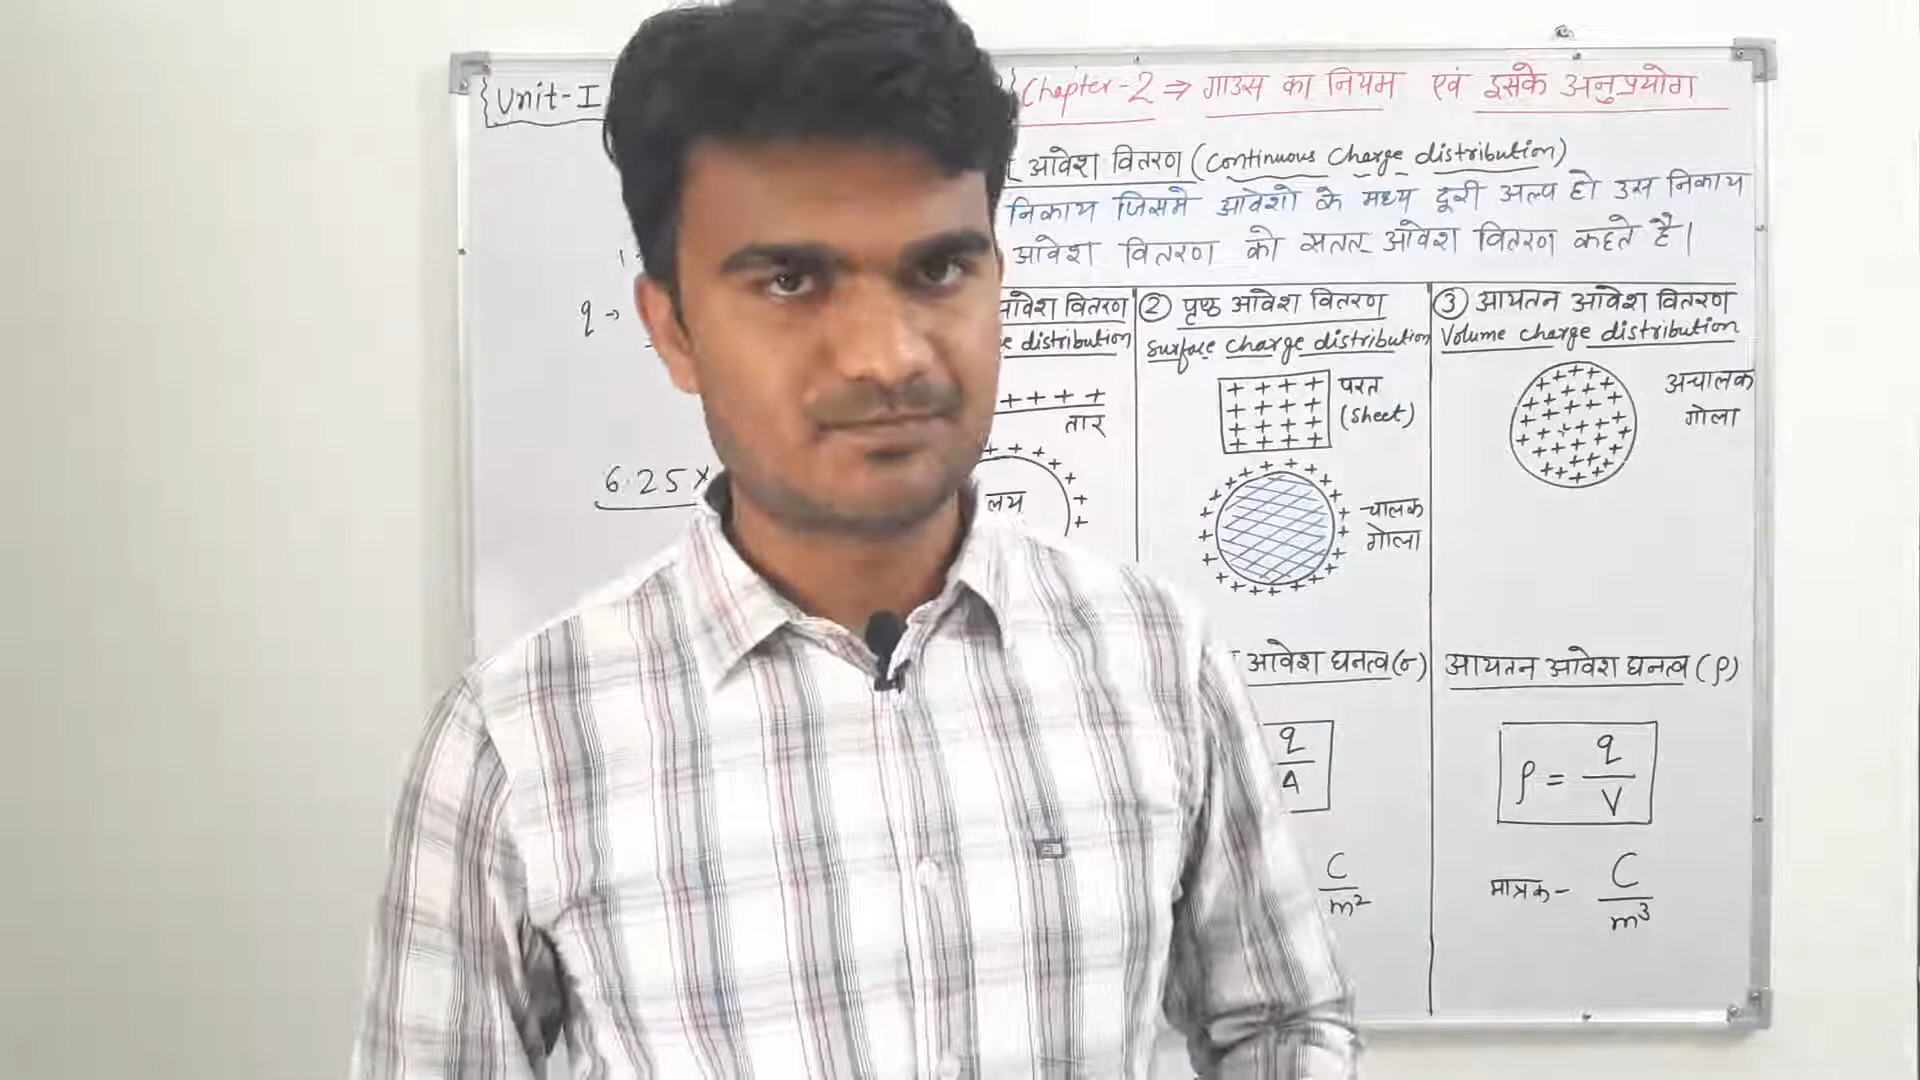 {Unit-I
Chapter-2 ⇒ गाउस का नियम एवं इसके अनुप्रयोग
आवेश वितरण (Continuous Charge distribution)
निकाय जिसमे आवेशो के मध्य दूरी अल्प हो उस निकाय
आवेश वितरण को सतत् आवेश वितरण कहते है।
q →
आवेश वितरण
distribution
++++
तार
लय
6.25×
② पृष्ठ आवेश वितरण
Surface charge distribution
परत
(Sheet)
चालक
गोला
आवेश घनत्व (σ)
q
A
C
m²
③ आयतन आवेश वितरण
Volume charge distribution
अचालक
गोला
आयतन आवेश घनत्व (ρ)
ρ = q
V
मात्रक- C
m³